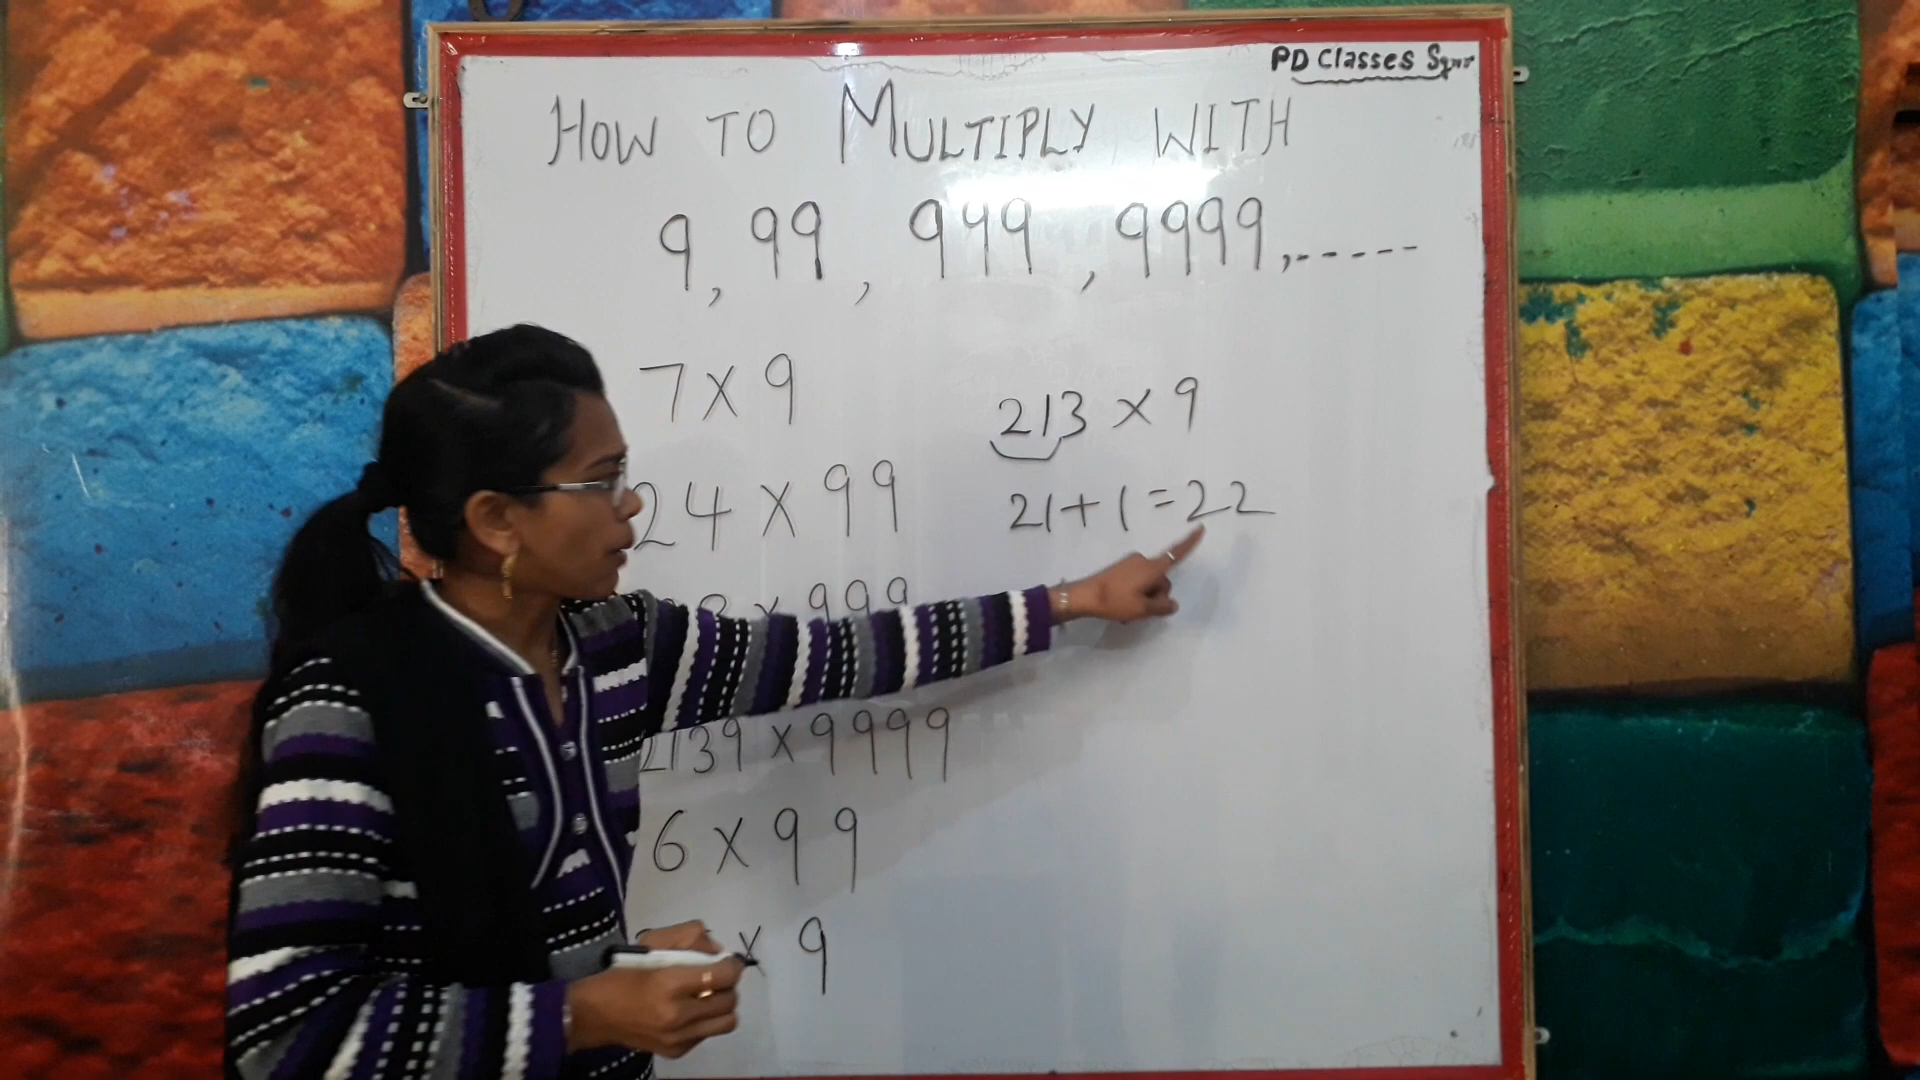 PD Classes Sgnr
HOW TO MULTIPLY WITH
9, 99, 999, 9999,-----
7 x 9
24 x 99
x 999
2139 x 9999
6 x 99
x 9
213 x 9
21+1=22